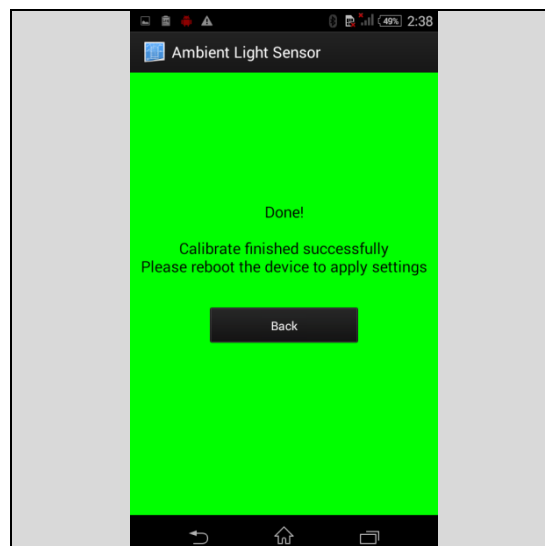 49% 2:38
Ambient Light Sensor
Done!
Calibrate finished successfully
Please reboot the device to apply settings
Back